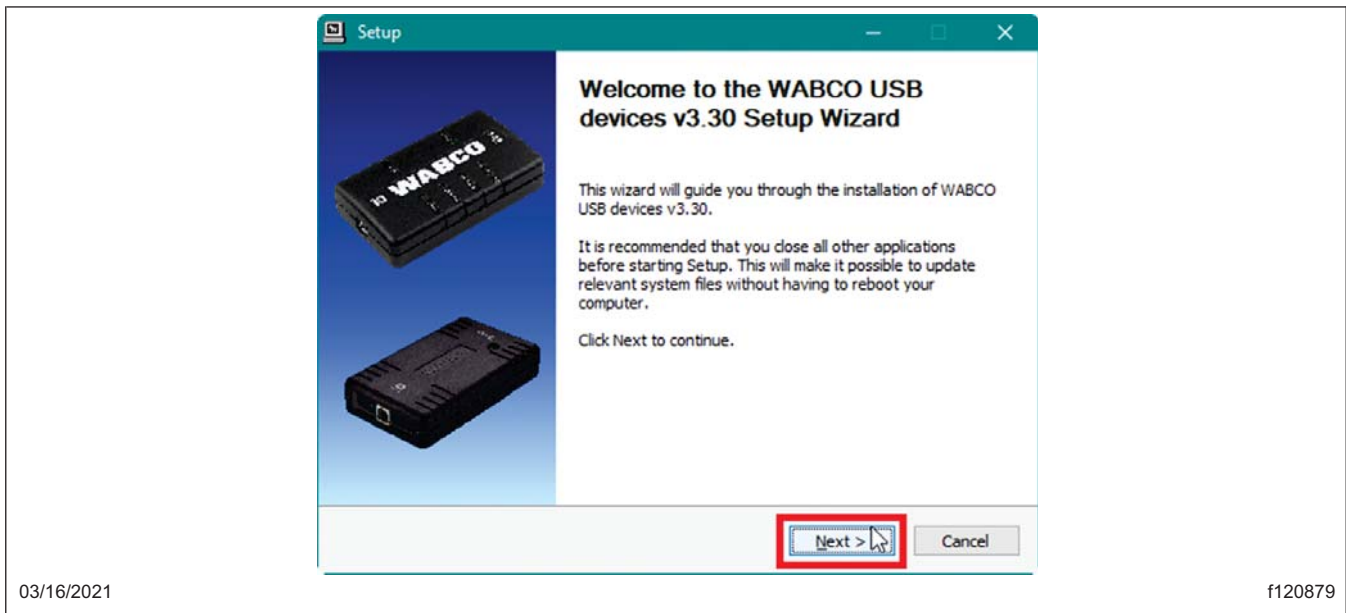 Setup
Welcome to the WABCO USB
devices v3.30 Setup Wizard
WABCO
This wizard will guide you through the installation of WABCO
USB devices v3.30.
It is recommended that you close all other applications
before starting Setup. This will make it possible to update
relevant system files without having to reboot your
computer.
Click Next to continue.
Next >
Cancel
03/16/2021
f120879